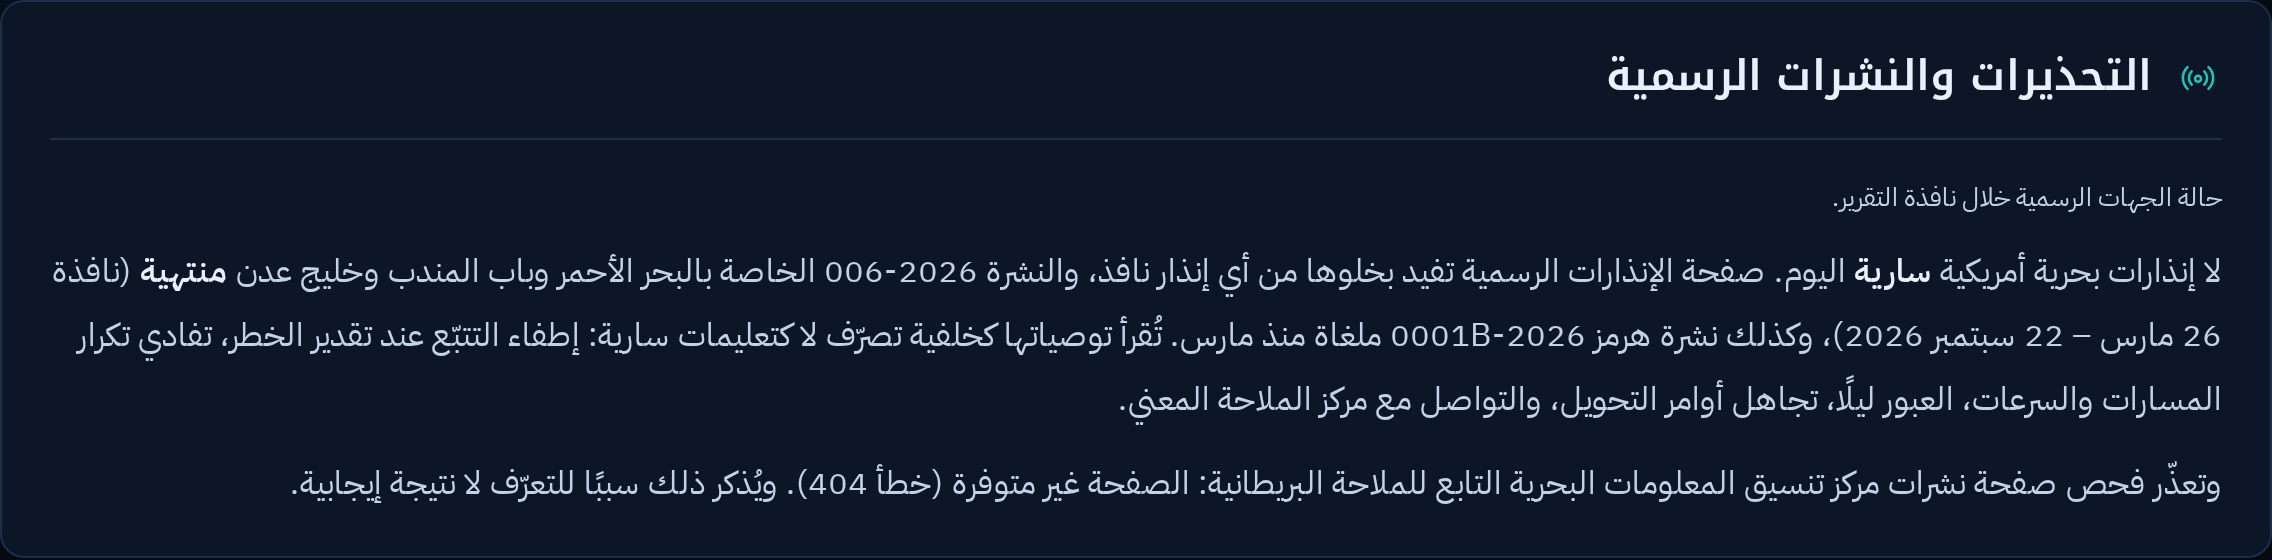 التحذيرات والنشرات الرسمية
حالة الجهات الرسمية خلال نافذة التقرير.
لا إنذارات بحرية أمريكية سارية اليوم. صفحة الإنذارات الرسمية تفيد بخلوها من أي إنذار نافذ، والنشرة 2026-006 الخاصة بالبحر الأحمر وباب المندب وخليج عدن منتهية (نافذة
26 مارس – 22 سبتمبر 2026)، وكذلك نشرة هرمز 2026-0001B ملغاة منذ مارس. تُقرأ توصياتها كخلفية تصرّف لا كتعليمات سارية: إطفاء التتبّع عند تقدير الخطر، تفادي تكرار
المسارات والسرعات، العبور ليلًا، تجاهل أوامر التحويل، والتواصل مع مركز الملاحة المعني.
وتعذّر فحص صفحة نشرات مركز تنسيق المعلومات البحرية التابع للملاحة البريطانية: الصفحة غير متوفرة (خطأ 404). ويُذكر ذلك سببًا للتعرّف لا نتيجة إيجابية.